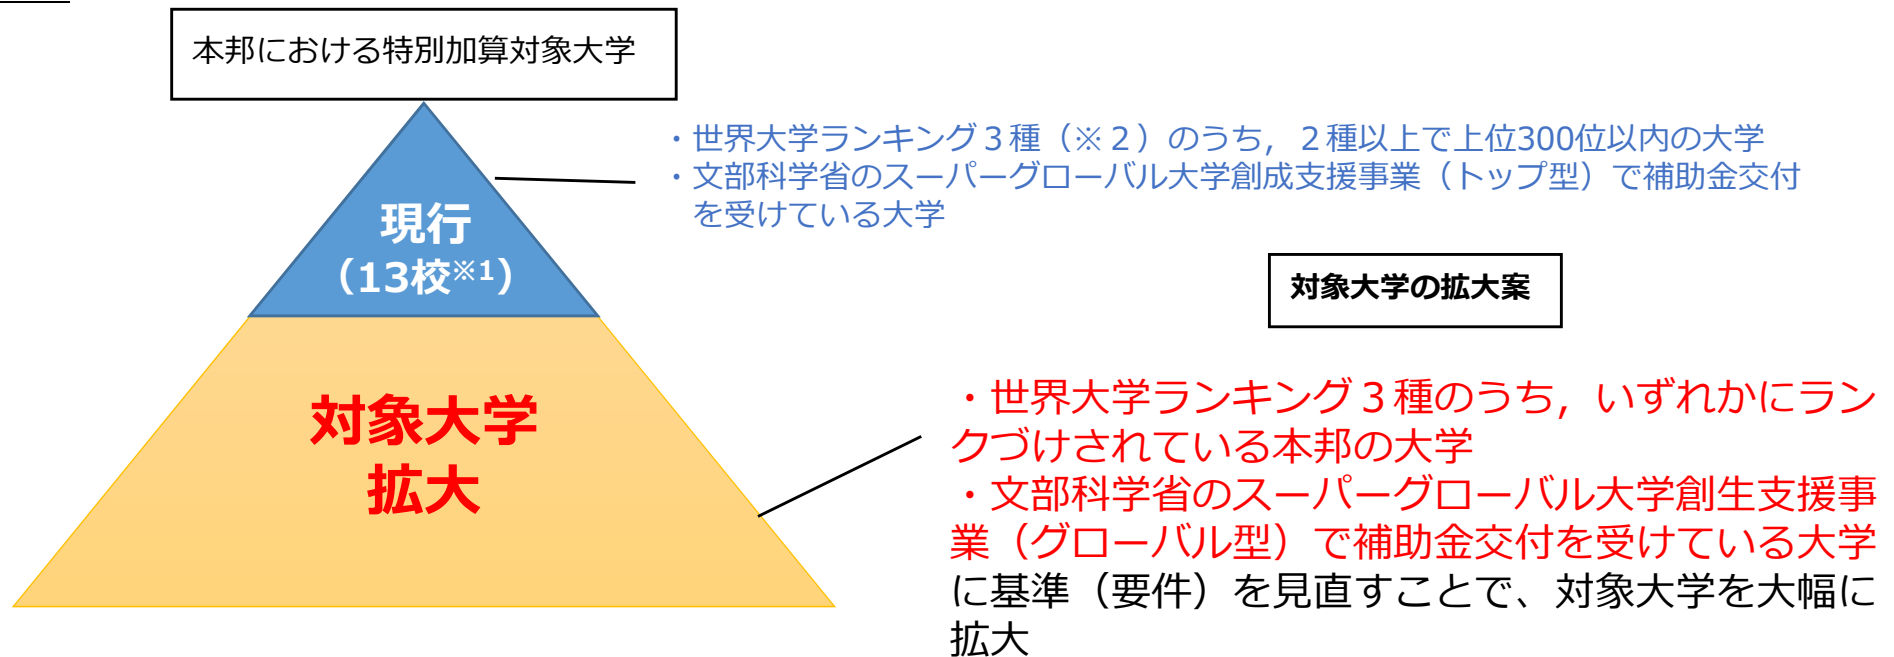 本邦における特別加算対象大学
・世界大学ランキング３種（※２）のうち，２種以上で上位300位以内の大学
・文部科学省のスーパーグローバル大学創成支援事業（トップ型）で補助金交付
を受けている大学
現行
（13校※1）
対象大学の拡大案
対象大学
拡大
・世界大学ランキング３種のうち，いずれかにラン
クづけされている本邦の大学
・文部科学省のスーパーグローバル大学創生支援事
業（グローバル型）で補助金交付を受けている大学
に基準（要件）を見直すことで、対象大学を大幅に
拡大